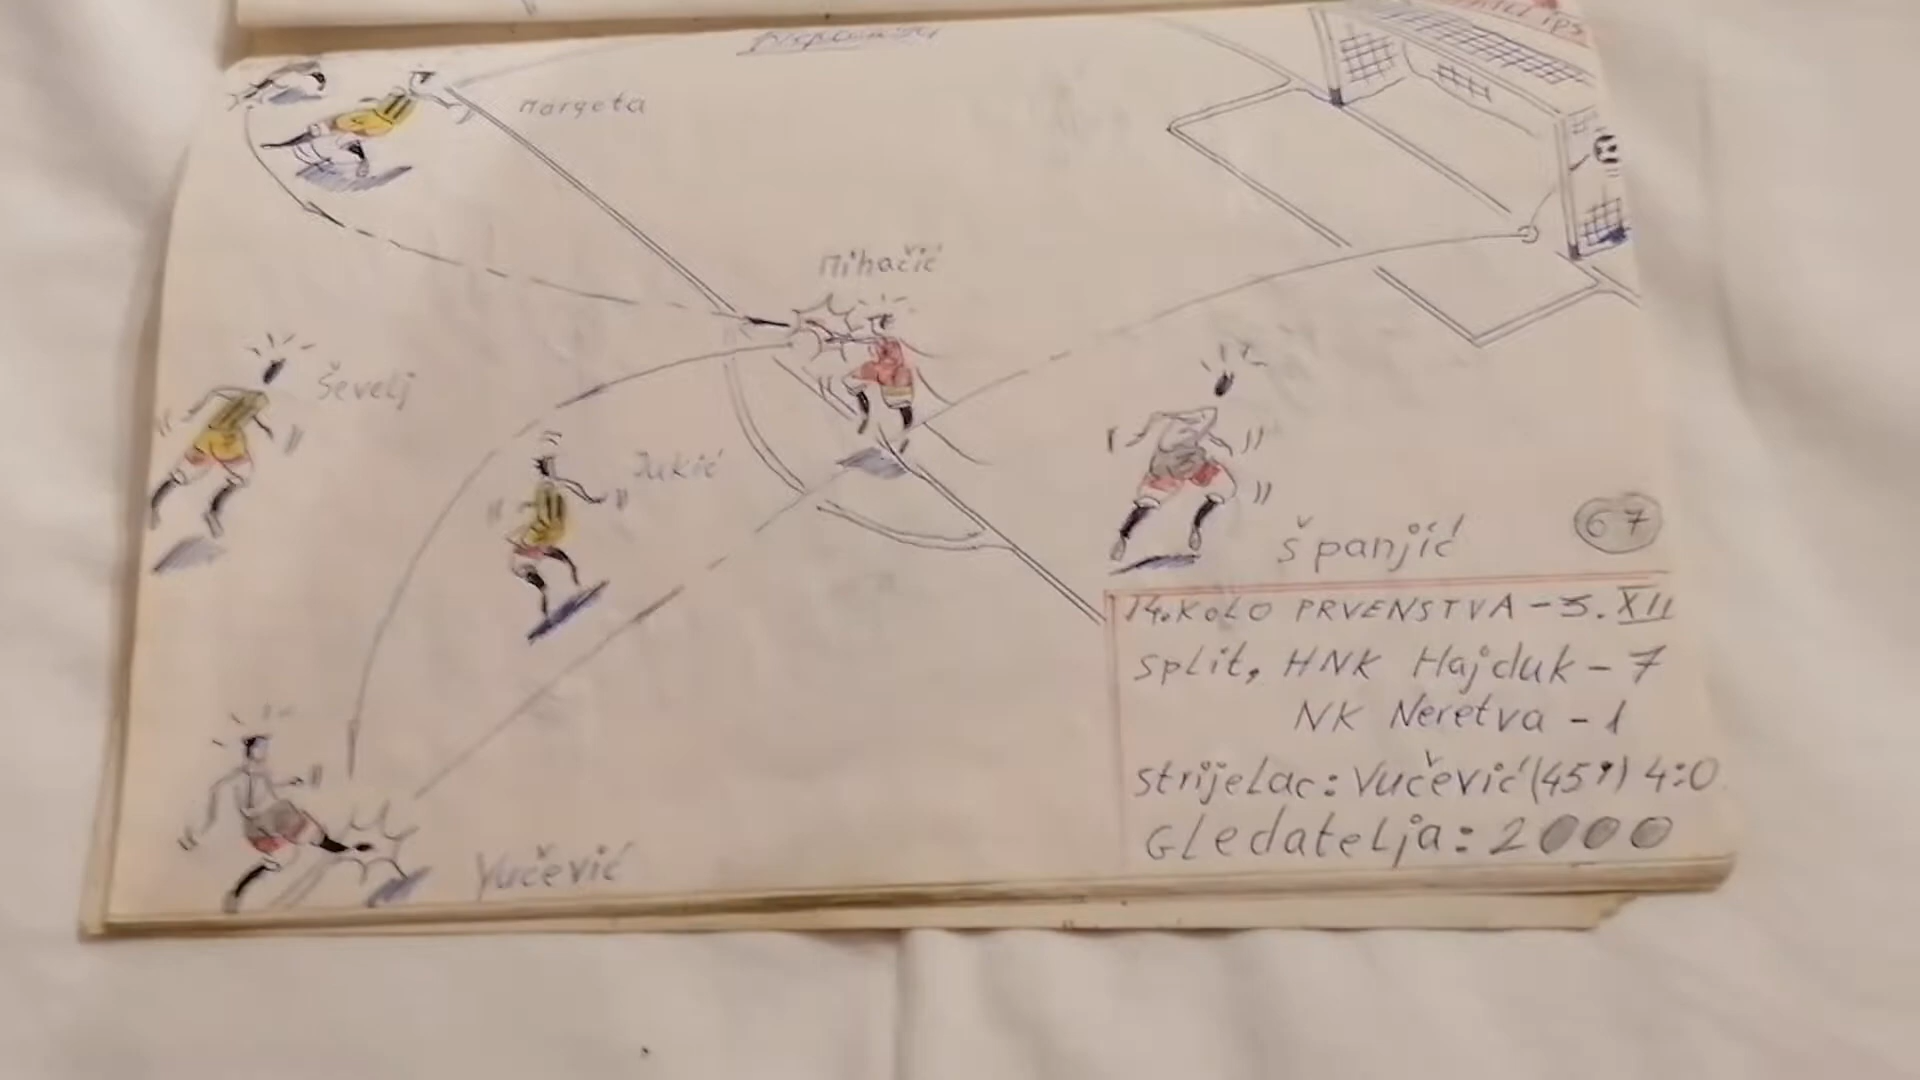 Margeta
Mihačić
Ševelj
Jukić
Španjić
67
14. KOLO PRVENSTVA - 5. XII
Split, HNK Hajduk - 7
NK Neretva - 1
Strijelac: Vučević (45') 4:0
Gledatelja: 2000
Vučević